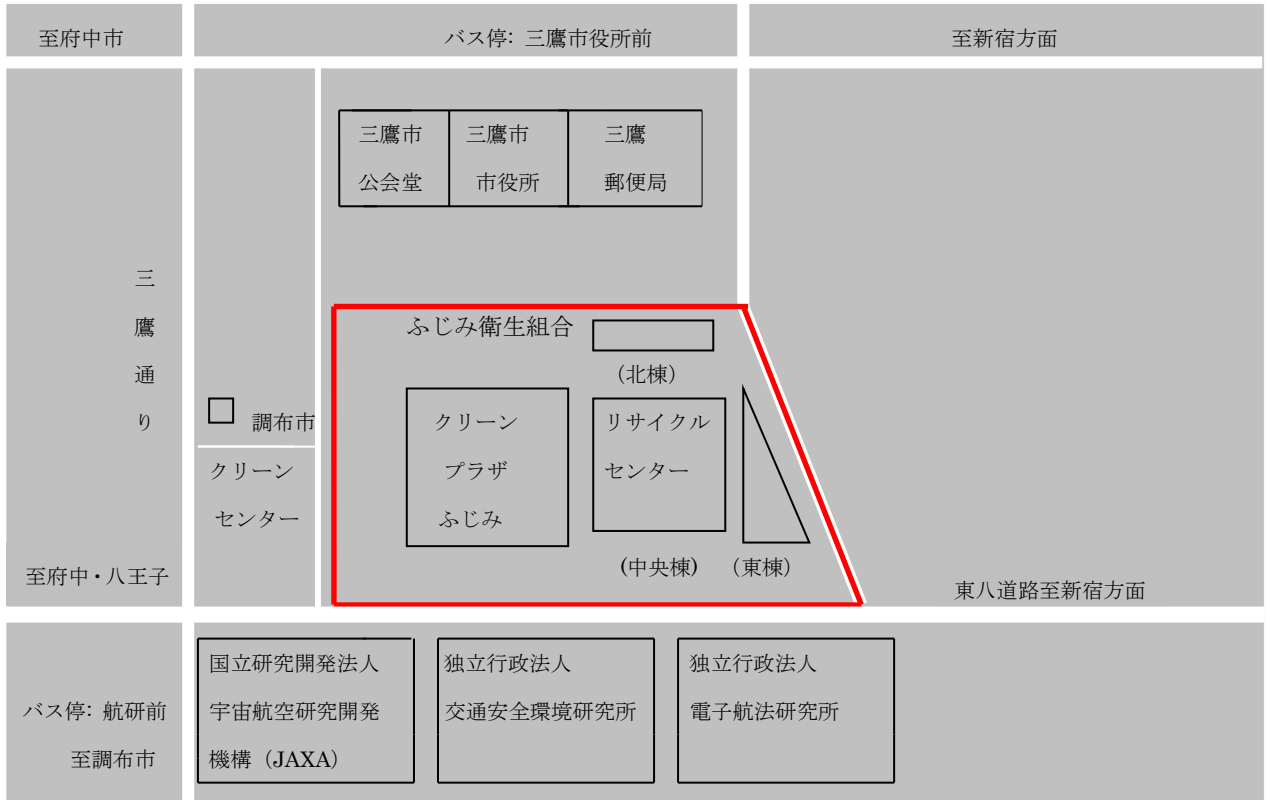 至府中市
バス停: 三鷹市役所前
至新宿方面
三鷹市
公会堂
三鷹市
市役所
三鷹
郵便局
三鷹通り
ふじみ衛生組合
(北棟)
調布市
クリーン
センター
クリーン
プラザ
ふじみ
リサイクル
センター
(中央棟)
(東棟)
至府中・八王子
東八道路至新宿方面
バス停: 航研前
至調布市
国立研究開発法人
宇宙航空研究開発
機構（JAXA）
独立行政法人
交通安全環境研究所
独立行政法人
電子航法研究所